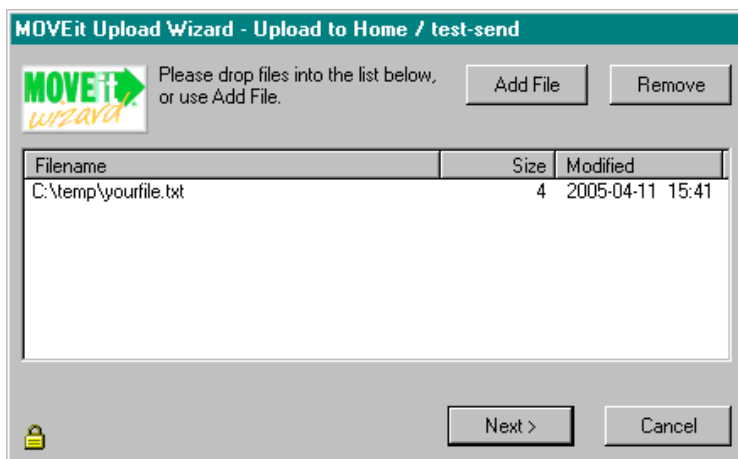 MOVEit Upload Wizard - Upload to Home / test-send
MOVEit
wizard
Please drop files into the list below,
or use Add File.
Add File
Remove
Filename Size Modified
C:\temp\yourfile.txt 4 2005-04-11 15:41
Next > Cancel